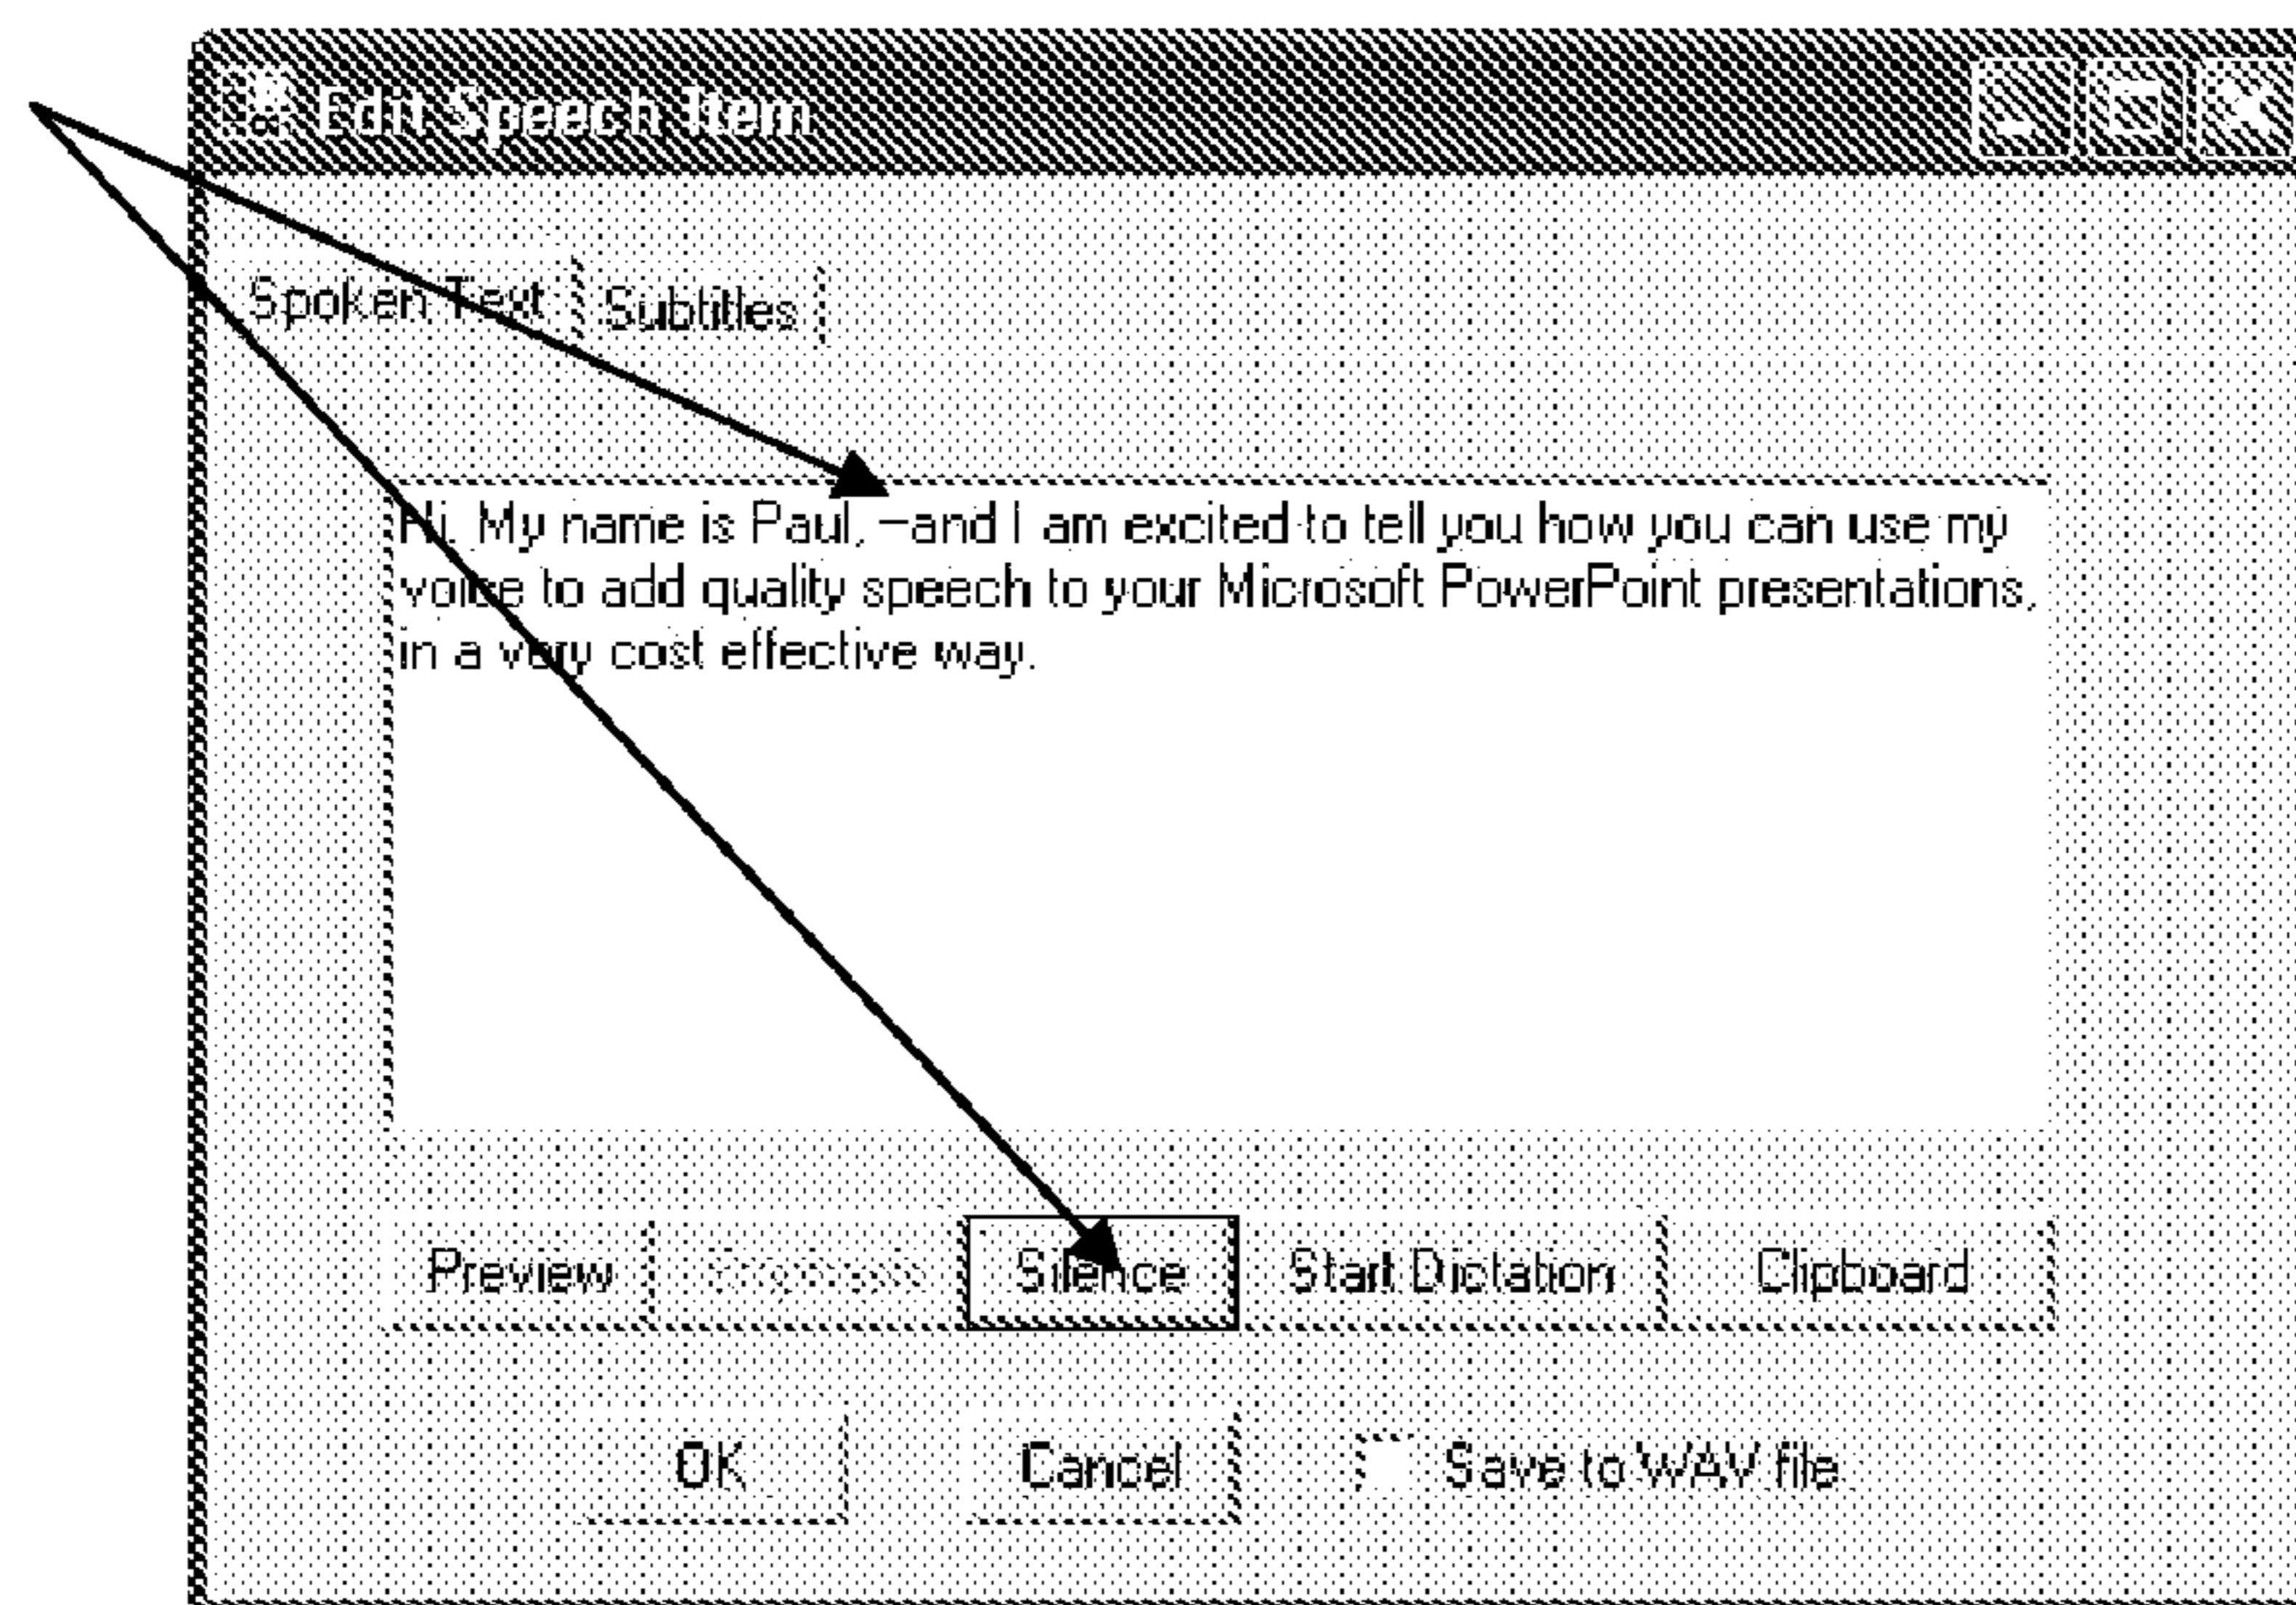 Edit Speech Item
Spoken Text Subtitles
Hi. My name is Paul, –and I am excited to tell you how you can use my
voice to add quality speech to your Microsoft PowerPoint presentations,
in a very cost effective way.
Preview Emphasis Silence Start Dictation Clipboard
OK Cancel Save to WAV file